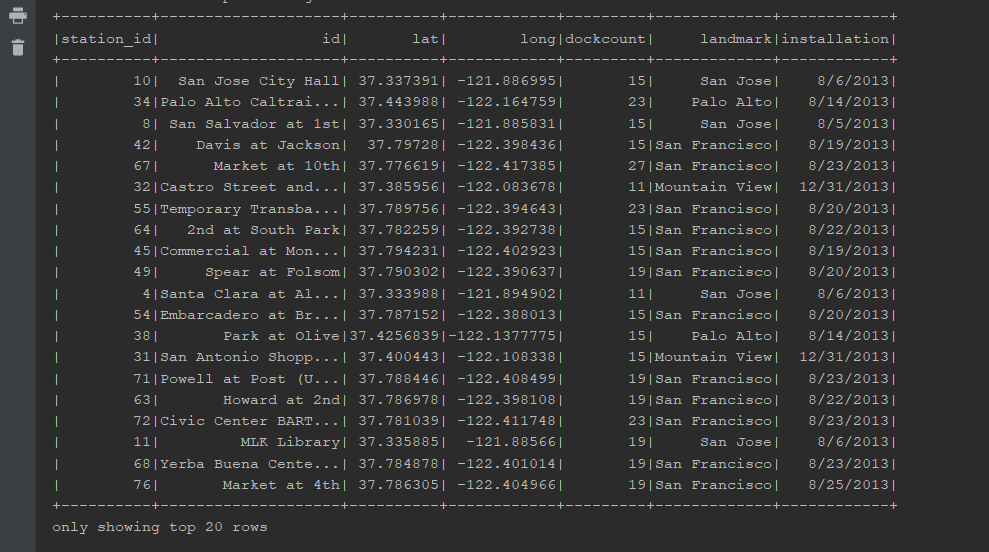 +----------+--------------------+----------+------------+---------+-------------+------------+
|station_id|                  id|       lat|        long|dockcount|     landmark|installation|
+----------+--------------------+----------+------------+---------+-------------+------------+
|        10|  San Jose City Hall| 37.337391| -121.886995|       15|     San Jose|    8/6/2013|
|        34|Palo Alto Caltrai...| 37.443988| -122.164759|       23|    Palo Alto|   8/14/2013|
|         8| San Salvador at 1st| 37.330165| -121.885831|       15|     San Jose|    8/5/2013|
|        42|    Davis at Jackson|  37.79728| -122.398436|       15|San Francisco|   8/19/2013|
|        67|      Market at 10th| 37.776619| -122.417385|       27|San Francisco|   8/23/2013|
|        32|Castro Street and...| 37.385956| -122.083678|       11|Mountain View|  12/31/2013|
|        55|Temporary Transba...| 37.789756| -122.394643|       23|San Francisco|   8/20/2013|
|        64|   2nd at South Park| 37.782259| -122.392738|       15|San Francisco|   8/22/2013|
|        45|Commercial at Mon...| 37.794231| -122.402923|       15|San Francisco|   8/19/2013|
|        49|     Spear at Folsom| 37.790302| -122.390637|       19|San Francisco|   8/20/2013|
|         4|Santa Clara at Al...| 37.333988| -121.894902|       11|     San Jose|    8/6/2013|
|        54|Embarcadero at Br...| 37.787152| -122.388013|       15|San Francisco|   8/20/2013|
|        38|       Park at Olive|37.4256839|-122.1377775|       15|    Palo Alto|   8/14/2013|
|        31|San Antonio Shopp...| 37.400443| -122.108338|       15|Mountain View|  12/31/2013|
|        71|Powell at Post (U...| 37.788446| -122.408499|       19|San Francisco|   8/23/2013|
|        63|       Howard at 2nd| 37.786978| -122.398108|       19|San Francisco|   8/22/2013|
|        72|Civic Center BART...| 37.781039| -122.411748|       23|San Francisco|   8/23/2013|
|        11|         MLK Library| 37.335885|  -121.88566|       19|     San Jose|    8/6/2013|
|        68|Yerba Buena Cente...| 37.784878| -122.401014|       19|San Francisco|   8/23/2013|
|        76|       Market at 4th| 37.786305| -122.404966|       19|San Francisco|   8/25/2013|
+----------+--------------------+----------+------------+---------+-------------+------------+
only showing top 20 rows